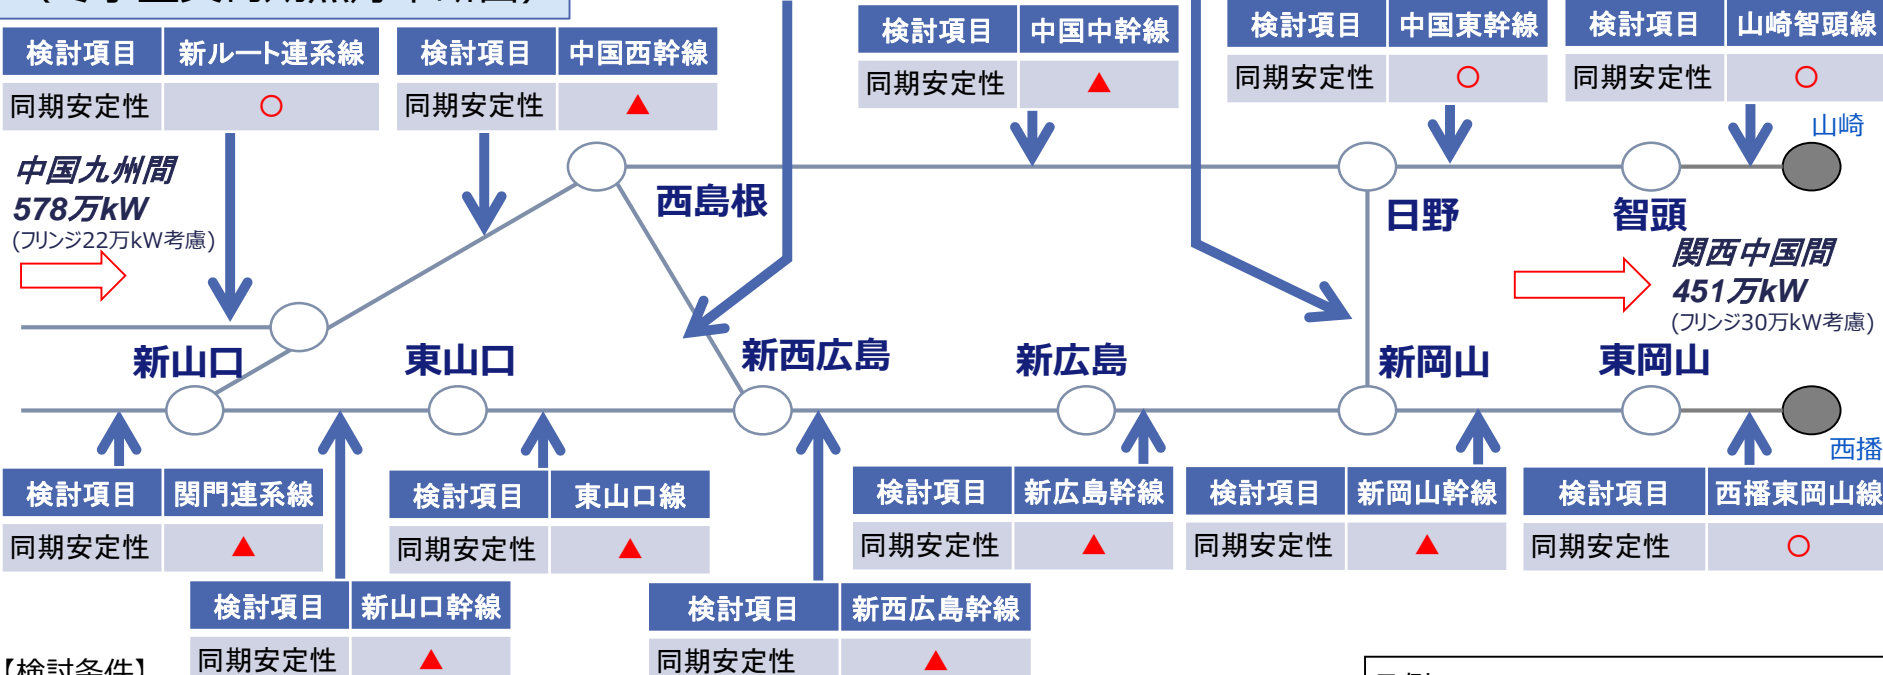 検討項目 新ルート連系線
同期安定性 ○
検討項目 中国西幹線
同期安定性 ▲
検討項目 中国中幹線
同期安定性 ▲
検討項目 中国東幹線
同期安定性 ○
検討項目 山崎智頭線
同期安定性 ○
山崎
中国九州間
578万kW
(フリンジ22万kW考慮)
西島根
日野
智頭
関西中国間
451万kW
(フリンジ30万kW考慮)
新山口
東山口
新西広島
新広島
新岡山
東岡山
西播
検討項目 関門連系線
同期安定性 ▲
検討項目 東山口線
同期安定性 ▲
検討項目 新広島幹線
同期安定性 ▲
検討項目 新岡山幹線
同期安定性 ▲
検討項目 西播東岡山線
同期安定性 ○
検討項目 新山口幹線
同期安定性 ▲
検討項目 新西広島幹線
同期安定性 ▲
【検討条件】